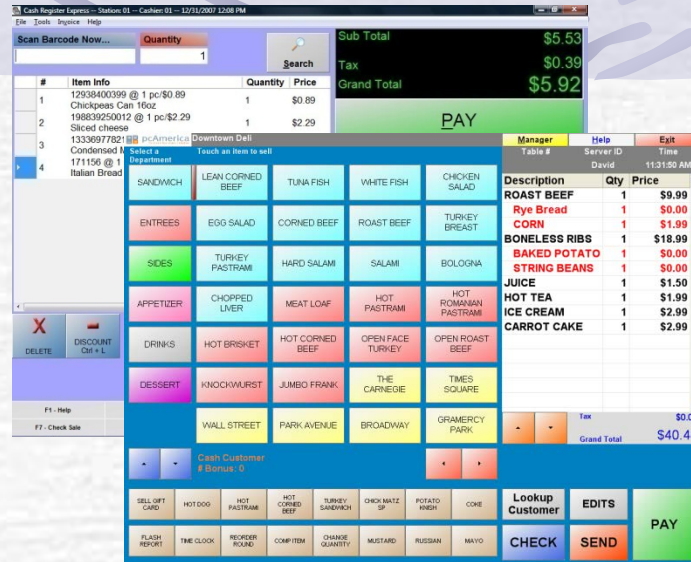 Cash Register Express -- Station: 01 -- Cashier: 01 -- 12/31/2007 12:08 PM
File Tools Invoice Help
Scan Barcode Now... Quantity
1
Search
Sub Total $5.53
Tax $0.39
Grand Total $5.92
PAY
# Item Info Quantity Price
1 12938400399 @ 1 pc/$0.89
Chickpeas Can 16oz 1 $0.89
2 198839250012 @ 1 pc/$2.29
Sliced cheese 1 $2.29
3 1333697782
Condensed
4 171156 @ 1
Italian Bread
DELETE
DISCOUNT
Ctrl + L
F1 - Help
F7 - Check Sale
pcAmerica Downtown Deli
Select a Department
Touch an item to sell
SANDWICH LEAN CORNED BEEF TUNA FISH WHITE FISH CHICKEN SALAD
ENTREES EGG SALAD CORNED BEEF ROAST BEEF TURKEY BREAST
SIDES TURKEY PASTRAMI HARD SALAMI SALAMI BOLOGNA
APPETIZER CHOPPED LIVER MEAT LOAF HOT PASTRAMI HOT ROMANIAN PASTRAMI
DRINKS HOT BRISKET HOT CORNED BEEF OPEN FACE TURKEY OPEN ROAST BEEF
DESSERT KNOCKWURST JUMBO FRANK THE CARNEGIE TIMES SQUARE
WALL STREET PARK AVENUE BROADWAY GRAMERCY PARK
Cash Customer
# Bonus: 0
SELL GIFT CARD HOT DOG HOT PASTRAMI HOT CORNED BEEF TURKEY SANDWICH CHICK MATZ SP POTATO KNISH COKE
FLASH REPORT TIME CLOCK REORDER ROUND COMP ITEM CHANGE QUANTITY MUSTARD RUSSIAN MAYO
Manager Help Exit
Table # Server ID Time
David 11:31:50 AM
Description Qty Price
ROAST BEEF 1 $9.99
Rye Bread 1 $0.00
CORN 1 $1.99
BONELESS RIBS 1 $18.99
BAKED POTATO 1 $0.00
STRING BEANS 1 $0.00
JUICE 1 $1.50
HOT TEA 1 $1.99
ICE CREAM 1 $2.99
CARROT CAKE 1 $2.99
Tax $0.0
Grand Total $40.4
Lookup Customer
EDITS
PAY
CHECK
SEND